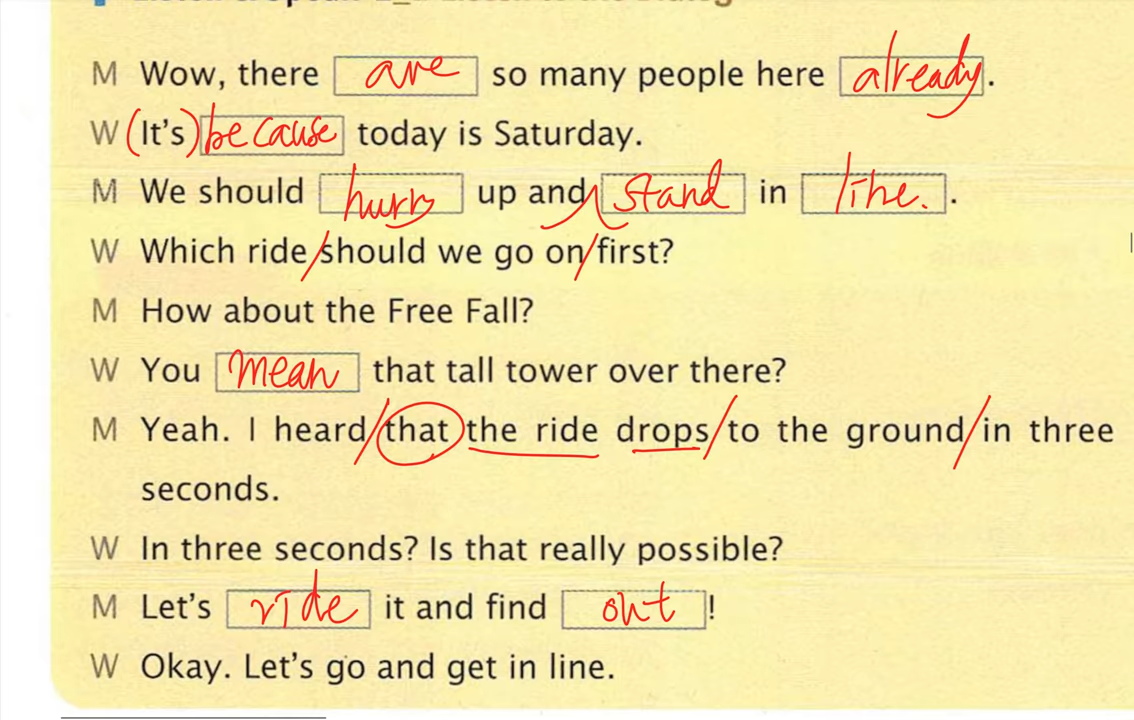 M Wow, there are so many people here already.
W (It's) because today is Saturday.
M We should hurry up and stand in line.
W Which ride / should we go on / first?
M How about the Free Fall?
W You mean that tall tower over there?
M Yeah. I heard / that the ride drops / to the ground / in three
seconds.
W In three seconds? Is that really possible?
M Let's ride it and find out!
W Okay. Let's go and get in line.